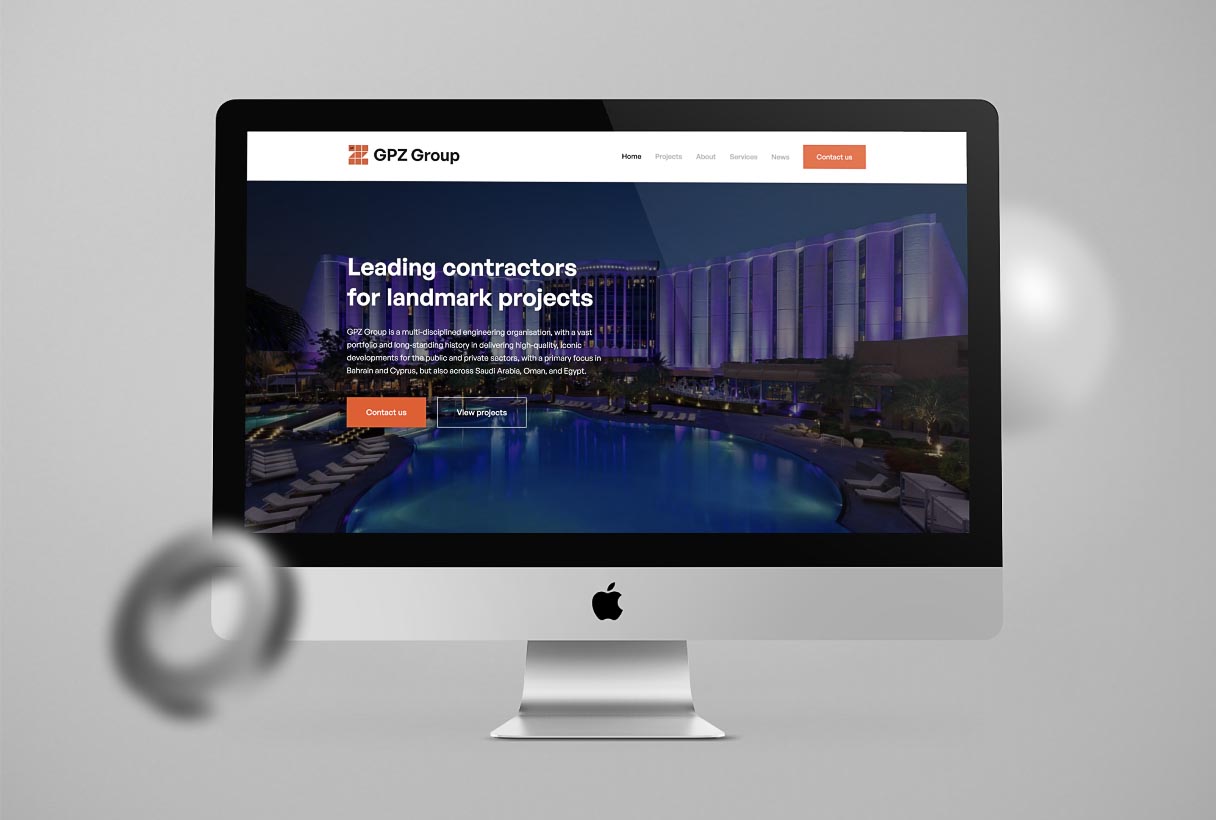 GPZ Group
Home Projects About Services News Contact us
Leading contractors
for landmark projects
GPZ Group is a multi-disciplined engineering organisation, with a vast
portfolio and long-standing history in delivering high-quality, iconic
developments for the public and private sectors, with a primary focus in
Bahrain and Cyprus, but also across Saudi Arabia, Oman, and Egypt.
Contact us View projects